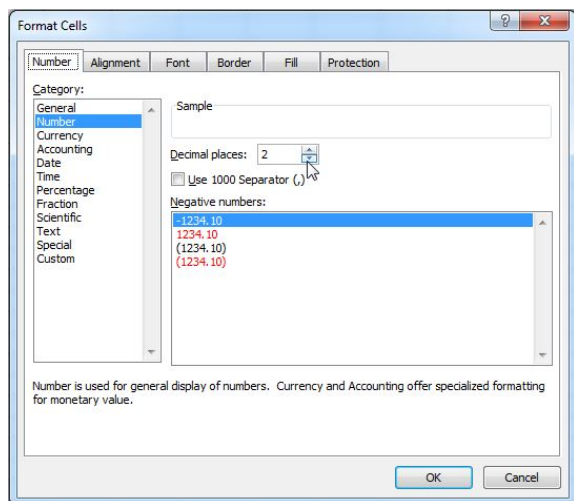 Format Cells
Number Alignment Font Border Fill Protection
Category:
General
Number
Currency
Accounting
Date
Time
Percentage
Fraction
Scientific
Text
Special
Custom
Sample
Decimal places: 2
Use 1000 Separator (,)
Negative numbers:
-1234.10
1234.10
(1234.10)
(1234.10)
Number is used for general display of numbers. Currency and Accounting offer specialized formatting
for monetary value.
OK Cancel